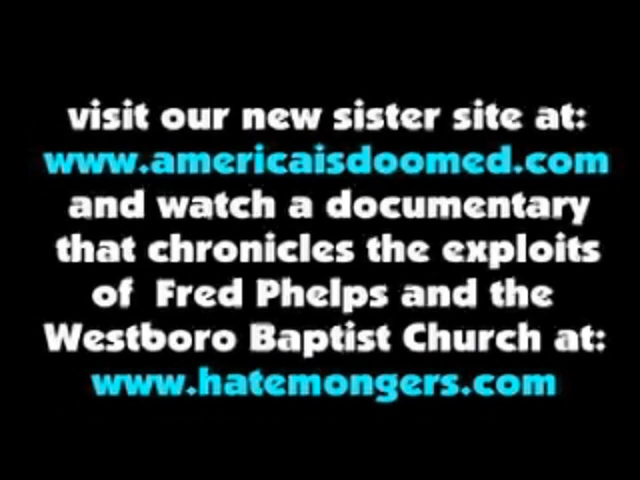 visit our new sister site at:
www.americaisdoomed.com
and watch a documentary
that chronicles the exploits
of Fred Phelps and the
Westboro Baptist Church at:
www.hatemongers.com